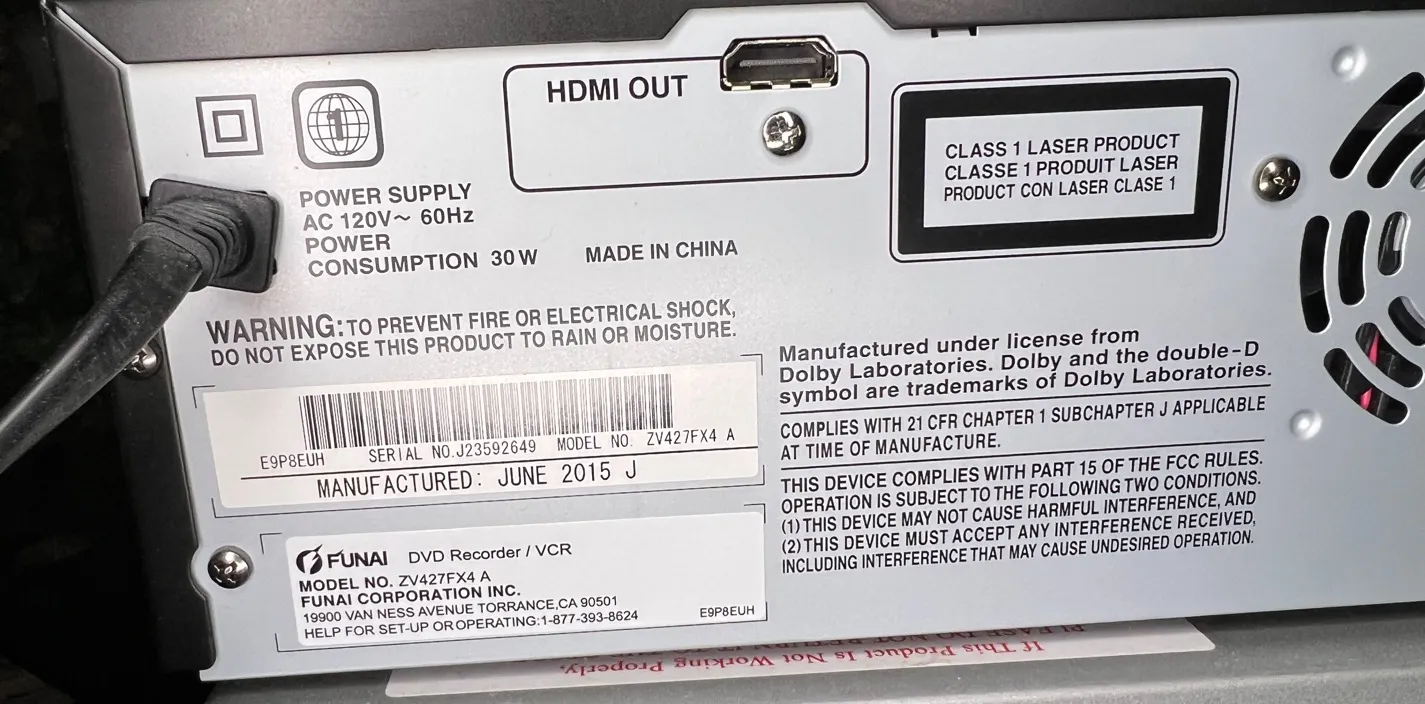 HDMI OUT
1
POWER SUPPLY
AC 120V~ 60Hz
POWER
CONSUMPTION 30W
MADE IN CHINA
CLASS 1 LASER PRODUCT
CLASSE 1 PRODUIT LASER
PRODUCT CON LASER CLASE 1
WARNING: TO PREVENT FIRE OR ELECTRICAL SHOCK,
DO NOT EXPOSE THIS PRODUCT TO RAIN OR MOISTURE.
E9P8EUH SERIAL NO.J23592649 MODEL NO. ZV427FX4 A
MANUFACTURED: JUNE 2015 J
FUNAI DVD Recorder / VCR
MODEL NO. ZV427FX4 A
FUNAI CORPORATION INC.
19900 VAN NESS AVENUE TORRANCE,CA 90501
HELP FOR SET-UP OR OPERATING:1-877-393-8624 E9P8EUH
Manufactured under license from
Dolby Laboratories. Dolby and the double-D
symbol are trademarks of Dolby Laboratories.
COMPLIES WITH 21 CFR CHAPTER 1 SUBCHAPTER J APPLICABLE
AT TIME OF MANUFACTURE.
THIS DEVICE COMPLIES WITH PART 15 OF THE FCC RULES.
OPERATION IS SUBJECT TO THE FOLLOWING TWO CONDITIONS.
(1) THIS DEVICE MAY NOT CAUSE HARMFUL INTERFERENCE, AND
(2) THIS DEVICE MUST ACCEPT ANY INTERFERENCE RECEIVED,
INCLUDING INTERFERENCE THAT MAY CAUSE UNDESIRED OPERATION.
If This Product Is Not Working Properly,
PLEASE DO NOT RETURN IT TO THE